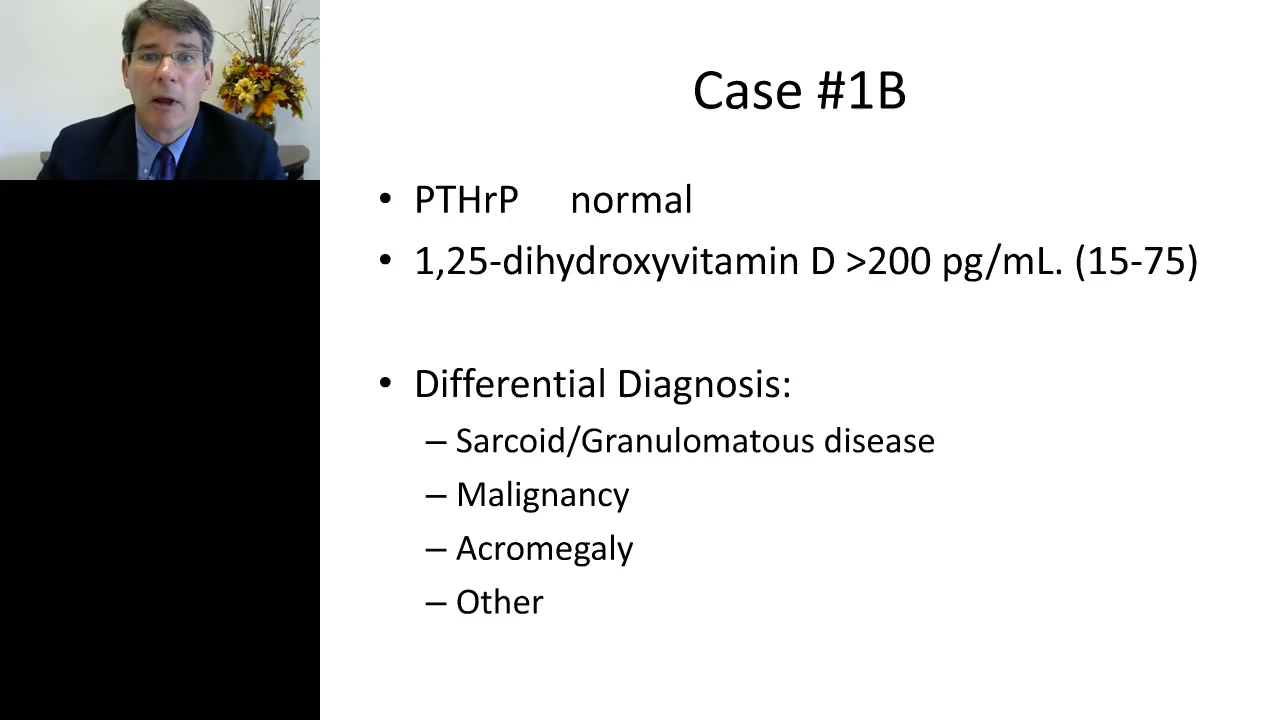 Case #1B
• PTHrP normal
• 1,25-dihydroxyvitamin D >200 pg/mL. (15-75)
• Differential Diagnosis:
– Sarcoid/Granulomatous disease
– Malignancy
– Acromegaly
– Other